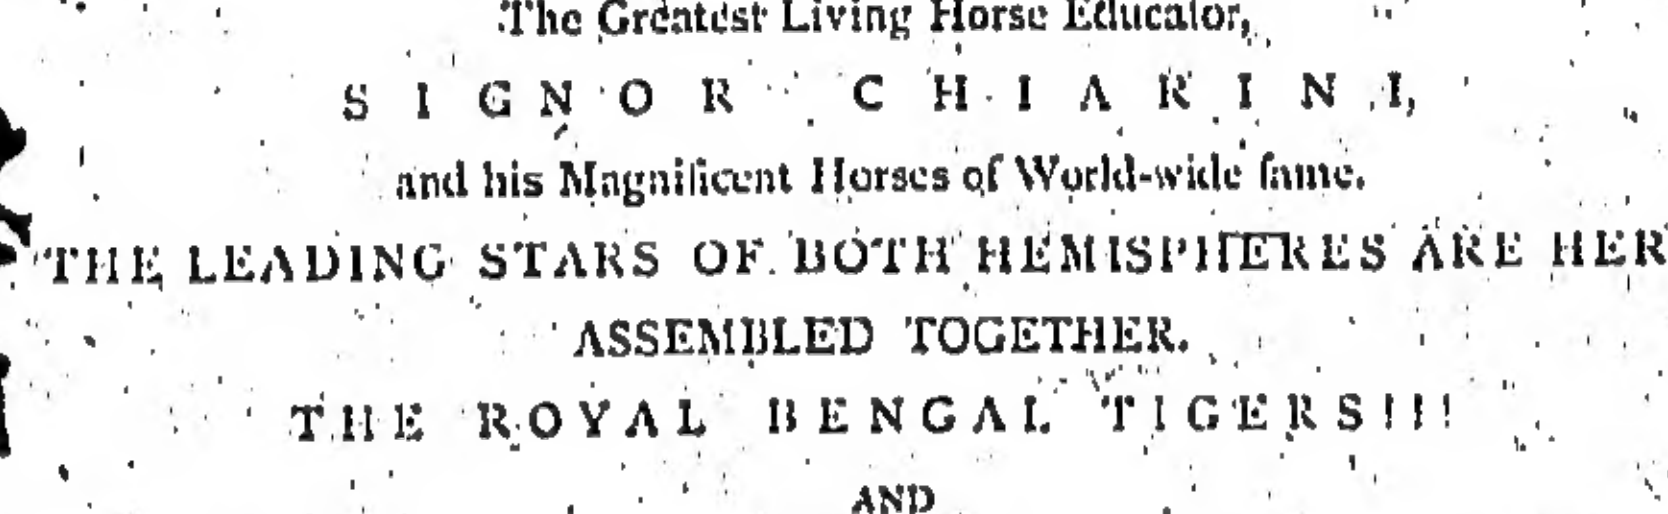 The Greatest Living Horse Educator,
SIGNOR CHIARINI,
and his Magnificent Horses of World-wide fame.
THE LEADING STARS OF BOTH HEMISPHERES ARE HER
ASSEMBLED TOGETHER.
THE ROYAL BENGAL TIGERS!!!
AND